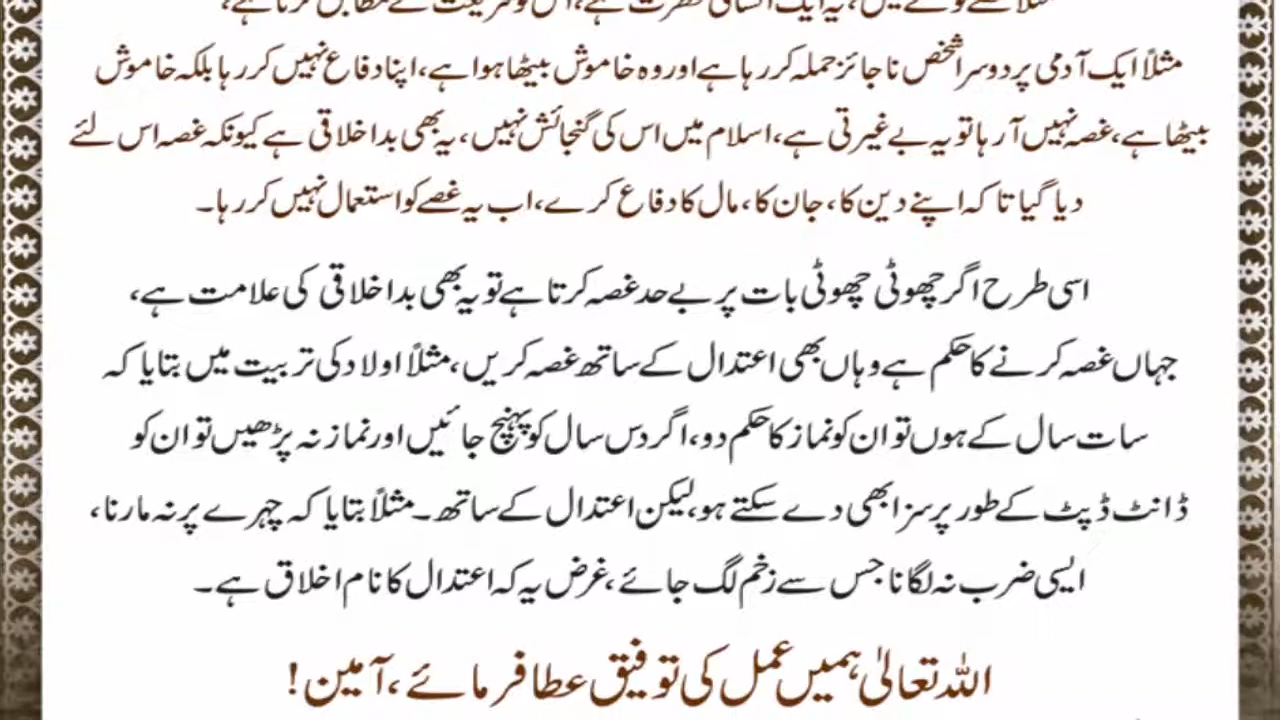 مثلاً ایک آدمی پر دوسرا شخص ناجائز حملہ کر رہا ہے اور وہ خاموش بیٹھا ہوا ہے، اپنا دفاع نہیں کر رہا بلکہ خاموش
بیٹھا ہے، غصہ نہیں آ رہا تو یہ بے غیرتی ہے، اسلام میں اس کی گنجائش نہیں، یہ بھی بداخلاقی ہے کیونکہ غصہ اس لئے
دیا گیا تا کہ اپنے دین کا، جان کا، مال کا دفاع کرے، اب یہ غصے کو استعمال نہیں کر رہا۔
اسی طرح اگر چھوٹی چھوٹی بات پر بے حد غصہ کرتا ہے تو یہ بھی بداخلاقی کی علامت ہے،
جہاں غصہ کرنے کا حکم ہے وہاں بھی اعتدال کے ساتھ غصہ کریں، مثلاً اولاد کی تربیت میں بتایا کہ
سات سال کے ہوں تو ان کو نماز کا حکم دو، اگر دس سال کو پہنچ جائیں اور نماز نہ پڑھیں تو ان کو
ڈانٹ ڈپٹ کے طور پر سزا بھی دے سکتے ہو، لیکن اعتدال کے ساتھ۔ مثلاً بتایا کہ چہرے پر نہ مارنا،
ایسی ضرب نہ لگانا جس سے زخم لگ جائے، غرض یہ کہ اعتدال کا نام اخلاق ہے۔
اللہ تعالیٰ ہمیں عمل کی توفیق عطا فرمائے، آمین!